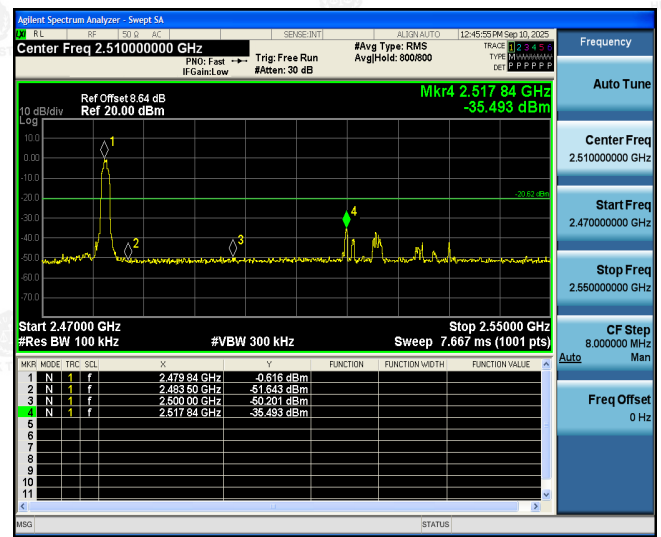 Agilent Spectrum Analyzer - Swept SA
LXI RL RF 50 Ω AC SENSE:INT ALIGN AUTO 12:45:55 PM Sep 10, 2025
Center Freq 2.510000000 GHz #Avg Type: RMS TRACE 1 2 3 4 5 6
PNO: Fast Trig: Free Run Avg|Hold: 800/800 TYPE MWWWWW
IFGain:Low #Atten: 30 dB DET P P P P P P
Mkr4 2.517 84 GHz
-35.493 dBm
Ref Offset 8.64 dB
10 dB/div Ref 20.00 dBm
Log
10.0
0.00
-10.0
-20.0
-30.0
-40.0
-50.0
-60.0
-70.0
1
2
3
4
-20.62 dBm
Start 2.47000 GHz Stop 2.55000 GHz
#Res BW 100 kHz #VBW 300 kHz Sweep 7.667 ms (1001 pts)
MKR MODE TRC SCL X Y FUNCTION FUNCTION WIDTH FUNCTION VALUE
1 N 1 f 2.479 84 GHz -0.616 dBm
2 N 1 f 2.483 50 GHz -51.643 dBm
3 N 1 f 2.500 00 GHz -50.201 dBm
4 N 1 f 2.517 84 GHz -35.493 dBm
5
6
7
8
9
10
11
MSG STATUS
Frequency
Auto Tune
Center Freq
2.510000000 GHz
Start Freq
2.470000000 GHz
Stop Freq
2.550000000 GHz
CF Step
8.000000 MHz
Auto Man
Freq Offset
0 Hz